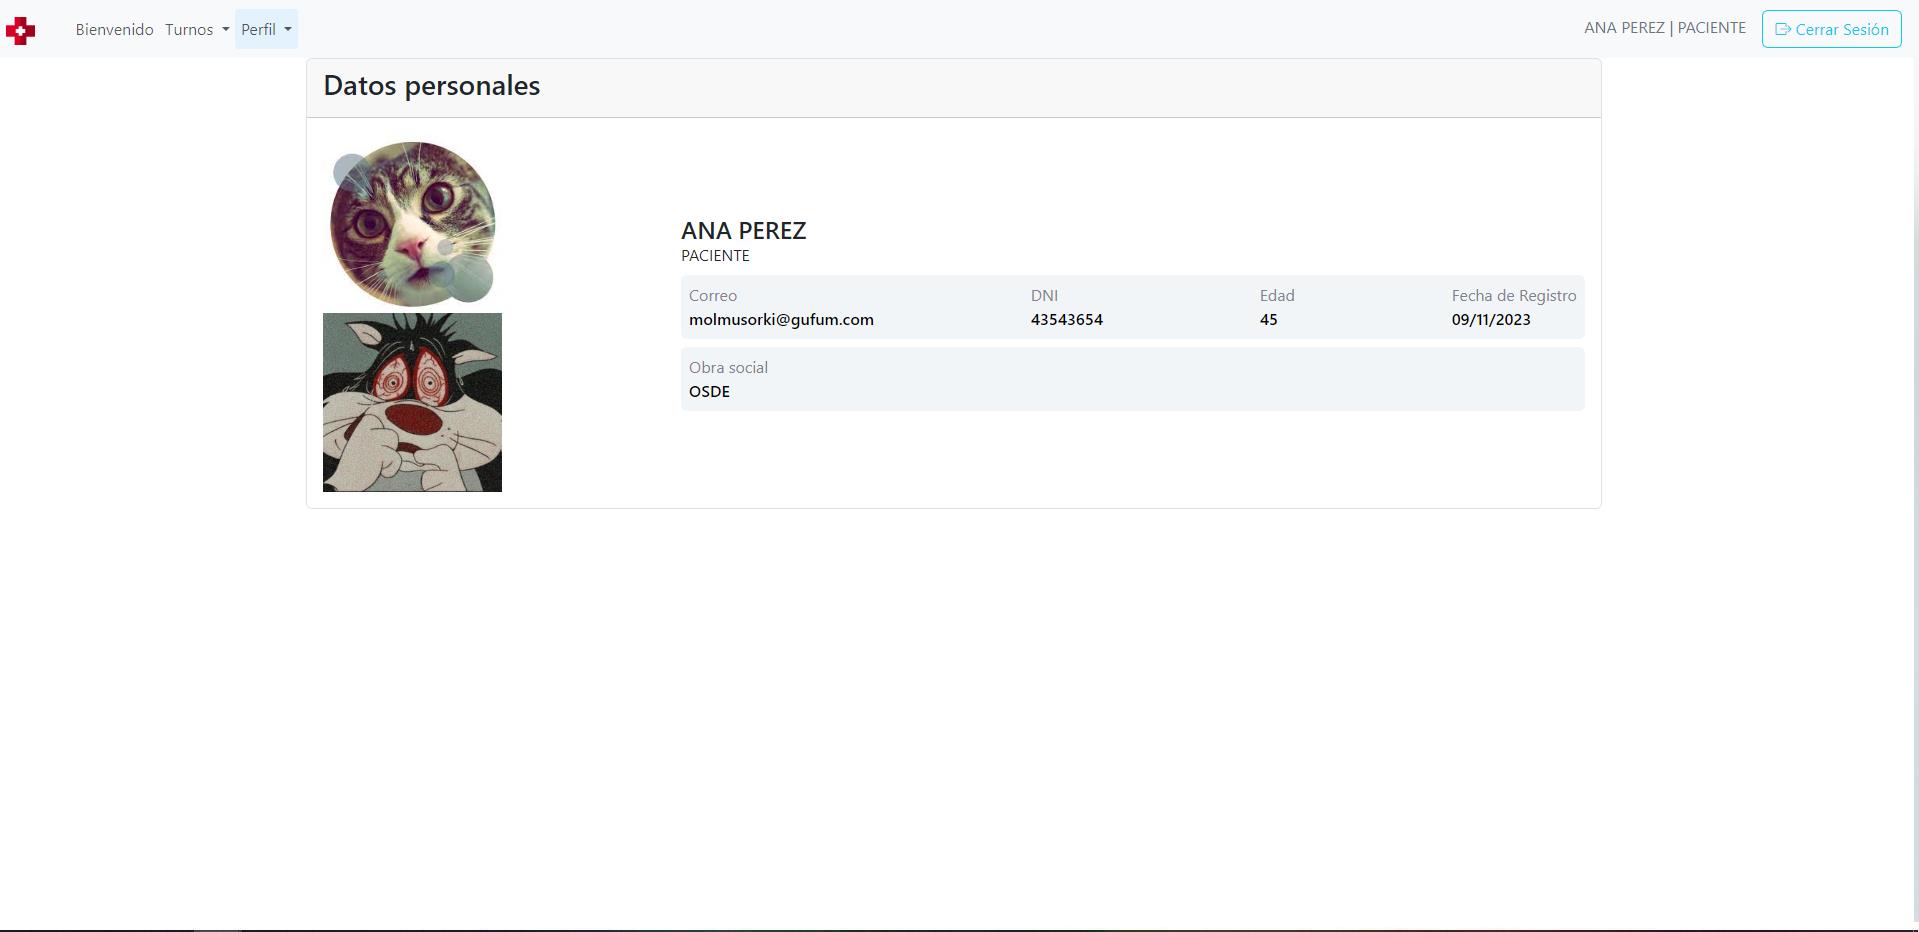 Bienvenido Turnos Perfil ANA PEREZ | PACIENTE Cerrar Sesión
Datos personales
ANA PEREZ
PACIENTE
Correo DNI Edad Fecha de Registro
molmusorki@gufum.com 43543654 45 09/11/2023
Obra social
OSDE